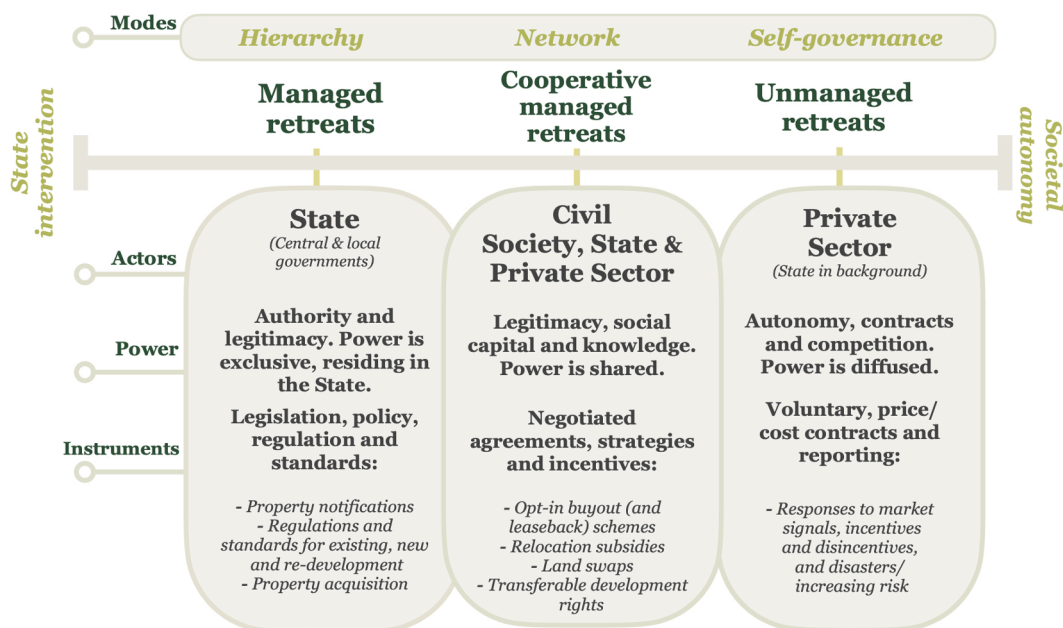 Modes
Hierarchy
Network
Self-governance
Managed
retreats
Cooperative
managed
retreats
Unmanaged
retreats
State
intervention
Societal
autonomy
Actors
State
(Central & local
governments)
Civil
Society, State &
Private Sector
Private
Sector
(State in background)
Power
Authority and
legitimacy. Power is
exclusive, residing in
the State.
Legitimacy, social
capital and knowledge.
Power is shared.
Autonomy, contracts
and competition.
Power is diffused.
Instruments
Legislation, policy,
regulation and
standards:
- Property notifications
- Regulations and
standards for existing, new
and re-development
- Property acquisition
Negotiated
agreements, strategies
and incentives:
- Opt-in buyout (and
leaseback) schemes
- Relocation subsidies
- Land swaps
- Transferable development
rights
Voluntary, price/
cost contracts and
reporting:
- Responses to market
signals, incentives
and disincentives,
and disasters/
increasing risk